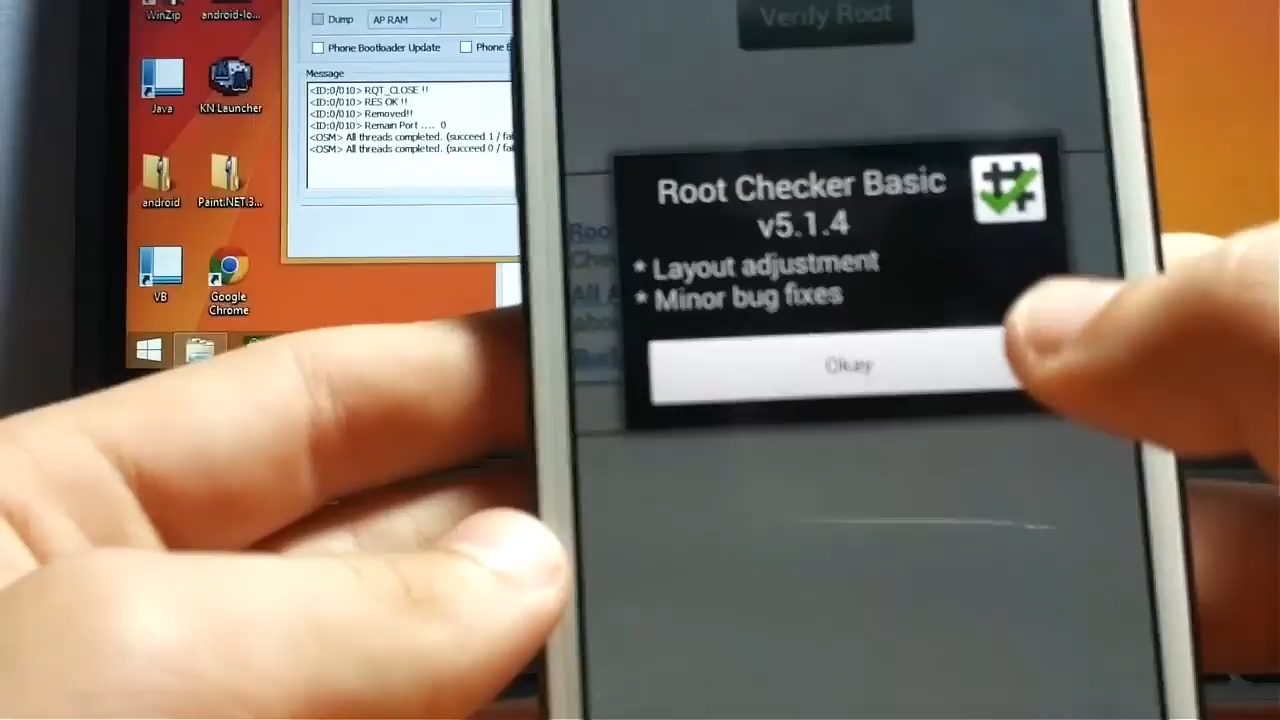 WinZip
android-lo...
Java
KN Launcher
android
Paint.NET.3...
VB
Google
Chrome
Dump
AP RAM
Phone Bootloader Update
Phone
Message
<ID:0/010> RQT_CLOSE !!
<ID:0/010> RES OK !!
<ID:0/010> Removed!!
<ID:0/010> Remain Port .... 0
<OSM> All threads completed. (succeed 1 / fai
<OSM> All threads completed. (succeed 0 / fai
Verify Root
Root Checker Basic
v5.1.4
* Layout adjustment
* Minor bug fixes
Okay